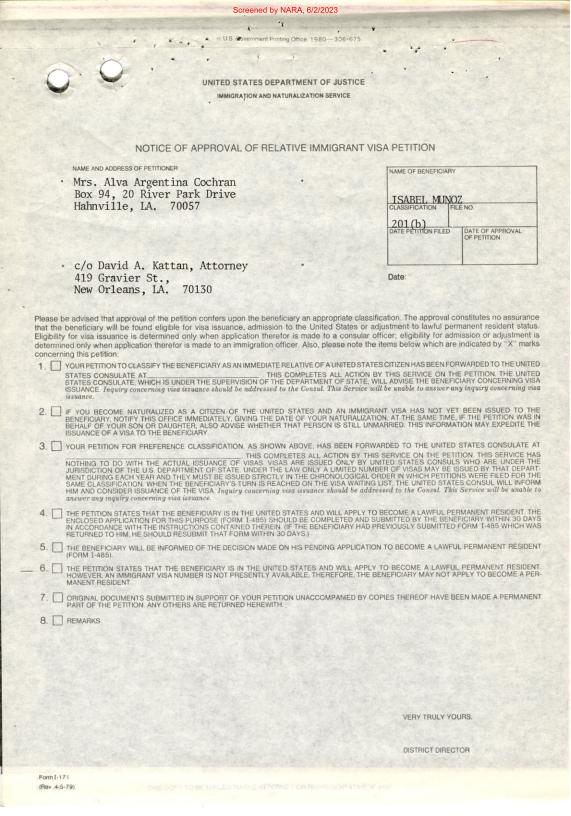 Screened by NARA, 6/2/2023
U.S. Government Printing Office: 1980—306-675
UNITED STATES DEPARTMENT OF JUSTICE
IMMIGRATION AND NATURALIZATION SERVICE
NOTICE OF APPROVAL OF RELATIVE IMMIGRANT VISA PETITION
NAME AND ADDRESS OF PETITIONER
Mrs. Alva Argentina Cochran
Box 94, 20 River Park Drive
Hahnville, LA. 70057
c/o David A. Kattan, Attorney
419 Gravier St.,
New Orleans, LA. 70130
NAME OF BENEFICIARY
ISABEL MUNOZ
CLASSIFICATION FILE NO.
201(b)
DATE PETITION FILED DATE OF APPROVAL
OF PETITION
Date:
Please be advised that approval of the petition confers upon the beneficiary an appropriate classification. The approval constitutes no assurance
that the beneficiary will be found eligible for visa issuance, admission to the United States or adjustment to lawful permanent resident status.
Eligibility for visa issuance is determined only when application therefor is made to a consular officer; eligibility for admission or adjustment is
determined only when application therefor is made to an immigration officer. Also, please note the items below which are indicated by "X" marks
concerning this petition:
1. YOUR PETITION TO CLASSIFY THE BENEFICIARY AS AN IMMEDIATE RELATIVE OF A UNITED STATES CITIZEN HAS BEEN FORWARDED TO THE UNITED
STATES CONSULATE AT THIS COMPLETES ALL ACTION BY THIS SERVICE ON THE PETITION. THE UNITED
STATES CONSULATE, WHICH IS UNDER THE SUPERVISION OF THE DEPARTMENT OF STATE, WILL ADVISE THE BENEFICIARY CONCERNING VISA
ISSUANCE. Inquiry concerning visa issuance should be addressed to the Consul. This Service will be unable to answer any inquiry concerning visa
issuance.
2. IF YOU BECOME NATURALIZED AS A CITIZEN OF THE UNITED STATES AND AN IMMIGRANT VISA HAS NOT YET BEEN ISSUED TO THE
BENEFICIARY, NOTIFY THIS OFFICE IMMEDIATELY, GIVING THE DATE OF YOUR NATURALIZATION. AT THE SAME TIME, IF THE PETITION WAS IN
BEHALF OF YOUR SON OR DAUGHTER, ALSO ADVISE WHETHER THAT PERSON IS STILL UNMARRIED. THIS INFORMATION MAY EXPEDITE THE
ISSUANCE OF A VISA TO THE BENEFICIARY
3. YOUR PETITION FOR PREFERENCE CLASSIFICATION, AS SHOWN ABOVE, HAS BEEN FORWARDED TO THE UNITED STATES CONSULATE AT
THIS COMPLETES ALL ACTION BY THIS SERVICE ON THE PETITION. THIS SERVICE HAS
NOTHING TO DO WITH THE ACTUAL ISSUANCE OF VISAS. VISAS ARE ISSUED ONLY BY UNITED STATES CONSULS WHO ARE UNDER THE
JURISDICTION OF THE U.S. DEPARTMENT OF STATE. UNDER THE LAW ONLY A LIMITED NUMBER OF VISAS MAY BE ISSUED BY THAT DEPART-
MENT DURING EACH YEAR AND THEY MUST BE ISSUED STRICTLY IN THE CHRONOLOGICAL ORDER IN WHICH PETITIONS WERE FILED FOR THE
SAME CLASSIFICATION. WHEN THE BENEFICIARY'S TURN IS REACHED ON THE VISA WAITING LIST, THE UNITED STATES CONSUL WILL INFORM
HIM AND CONSIDER ISSUANCE OF THE VISA. Inquiry concerning visa issuance should be addressed to the Consul. This Service will be unable to
answer any inquiry concerning visa issuance.
4. THE PETITION STATES THAT THE BENEFICIARY IS IN THE UNITED STATES AND WILL APPLY TO BECOME A LAWFUL PERMANENT RESIDENT. THE
ENCLOSED APPLICATION FOR THIS PURPOSE (FORM I-485) SHOULD BE COMPLETED AND SUBMITTED BY THE BENEFICIARY WITHIN 30 DAYS
IN ACCORDANCE WITH THE INSTRUCTIONS CONTAINED THEREIN. (IF THE BENEFICIARY HAD PREVIOUSLY SUBMITTED FORM I-485 WHICH WAS
RETURNED TO HIM, HE SHOULD RESUBMIT THAT FORM WITHIN 30 DAYS.)
5. THE BENEFICIARY WILL BE INFORMED OF THE DECISION MADE ON HIS PENDING APPLICATION TO BECOME A LAWFUL PERMANENT RESIDENT
(FORM I-485).
6. THE PETITION STATES THAT THE BENEFICIARY IS IN THE UNITED STATES AND WILL APPLY TO BECOME A LAWFUL PERMANENT RESIDENT.
HOWEVER, AN IMMIGRANT VISA NUMBER IS NOT PRESENTLY AVAILABLE, THEREFORE, THE BENEFICIARY MAY NOT APPLY TO BECOME A PER-
MANENT RESIDENT
7. ORIGINAL DOCUMENTS SUBMITTED IN SUPPORT OF YOUR PETITION UNACCOMPANIED BY COPIES THEREOF HAVE BEEN MADE A PERMANENT
PART OF THE PETITION. ANY OTHERS ARE RETURNED HEREWITH.
8. REMARKS
VERY TRULY YOURS,
DISTRICT DIRECTOR
Form I-171
(Rev. 4-5-79)